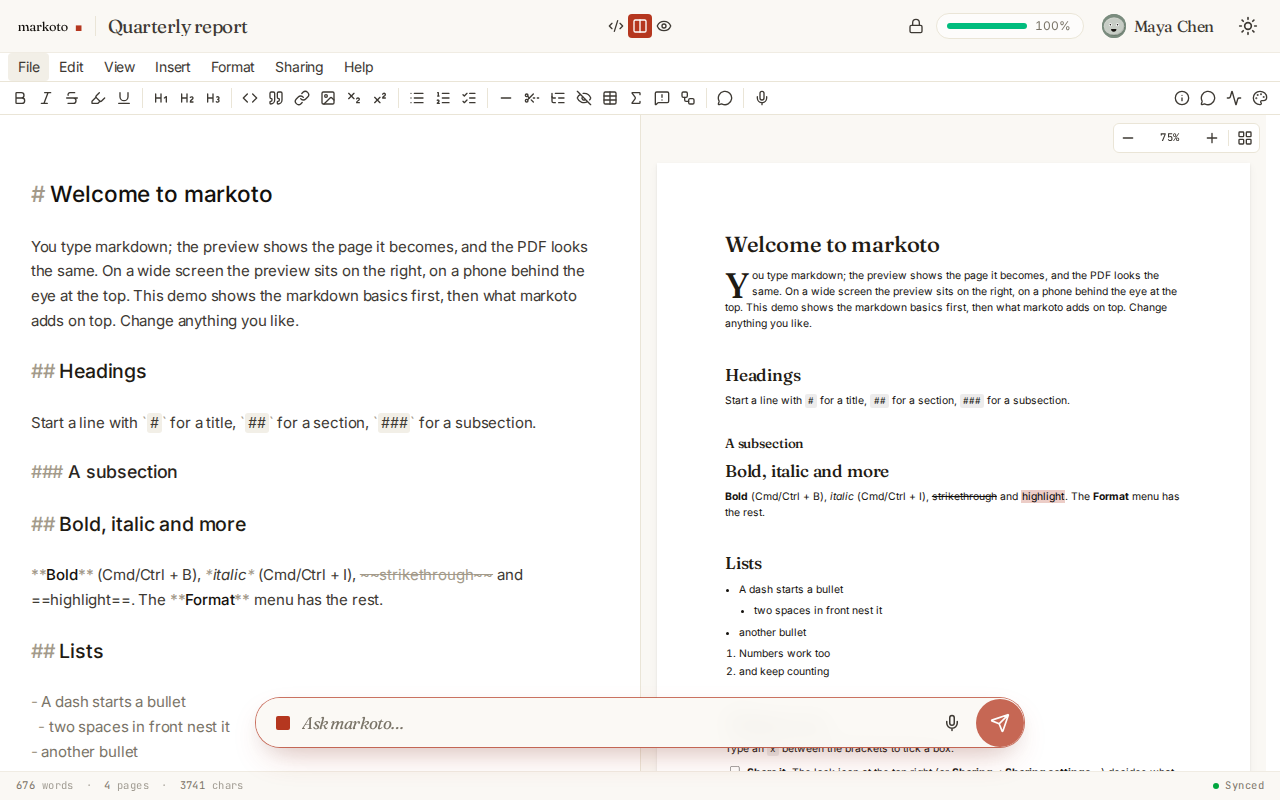 markoto
Quarterly report
100%
Maya Chen
File Edit View Insert Format Sharing Help
H1 H2 H3
75%
# Welcome to markoto
You type markdown; the preview shows the page it becomes, and the PDF looks
the same. On a wide screen the preview sits on the right, on a phone behind the
eye at the top. This demo shows the markdown basics first, then what markoto
adds on top. Change anything you like.
## Headings
Start a line with `#` for a title, `##` for a section, `###` for a subsection.
### A subsection
## Bold, italic and more
**Bold** (Cmd/Ctrl + B), *italic* (Cmd/Ctrl + I), ~~strikethrough~~ and
==highlight==. The **Format** menu has the rest.
## Lists
- A dash starts a bullet
- two spaces in front nest it
- another bullet
Welcome to markoto
You type markdown; the preview shows the page it becomes, and the PDF looks the
same. On a wide screen the preview sits on the right, on a phone behind the eye at the
top. This demo shows the markdown basics first, then what markoto adds on top. Change
anything you like.
Headings
Start a line with # for a title, ## for a section, ### for a subsection.
A subsection
Bold, italic and more
Bold (Cmd/Ctrl + B), italic (Cmd/Ctrl + I), strikethrough and highlight. The Format menu has
the rest.
Lists
• A dash starts a bullet
• two spaces in front nest it
• another bullet
1. Numbers work too
2. and keep counting
Type an x between the brackets to tick a box.
Ask markoto...
676 words · 4 pages · 3741 chars
Synced